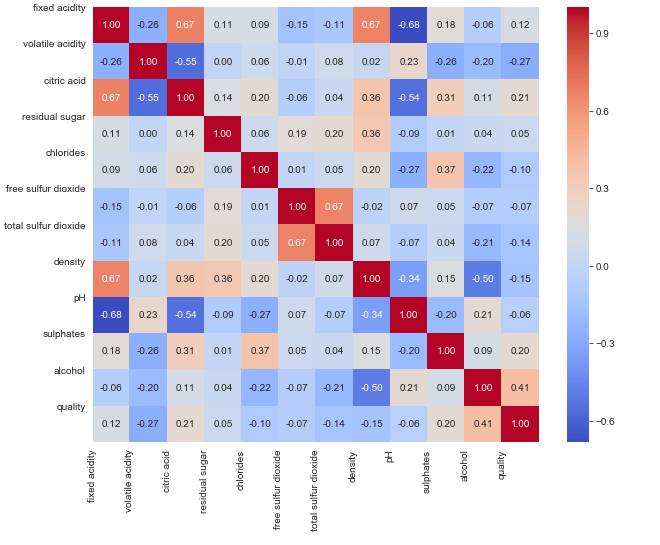 fixed acidity
1.00 -0.26 0.67 0.11 0.09 -0.15 -0.11 0.67 -0.68 0.18 -0.06 0.12
volatile acidity
-0.26 1.00 -0.55 0.00 0.06 -0.01 0.08 0.02 0.23 -0.26 -0.20 -0.27
citric acid
0.67 -0.55 1.00 0.14 0.20 -0.06 0.04 0.36 -0.54 0.31 0.11 0.21
residual sugar
0.11 0.00 0.14 1.00 0.06 0.19 0.20 0.36 -0.09 0.01 0.04 0.05
chlorides
0.09 0.06 0.20 0.06 1.00 0.01 0.05 0.20 -0.27 0.37 -0.22 -0.10
free sulfur dioxide
-0.15 -0.01 -0.06 0.19 0.01 1.00 0.67 -0.02 0.07 0.05 -0.07 -0.07
total sulfur dioxide
-0.11 0.08 0.04 0.20 0.05 0.67 1.00 0.07 -0.07 0.04 -0.21 -0.14
density
0.67 0.02 0.36 0.36 0.20 -0.02 0.07 1.00 -0.34 0.15 -0.50 -0.15
pH
-0.68 0.23 -0.54 -0.09 -0.27 0.07 -0.07 -0.34 1.00 -0.20 0.21 -0.06
sulphates
0.18 -0.26 0.31 0.01 0.37 0.05 0.04 0.15 -0.20 1.00 0.09 0.20
alcohol
-0.06 -0.20 0.11 0.04 -0.22 -0.07 -0.21 -0.50 0.21 0.09 1.00 0.41
quality
0.12 -0.27 0.21 0.05 -0.10 -0.07 -0.14 -0.15 -0.06 0.20 0.41 1.00
fixed acidity
volatile acidity
citric acid
residual sugar
chlorides
free sulfur dioxide
total sulfur dioxide
density
pH
sulphates
alcohol
quality
0.9
0.6
0.3
0.0
-0.3
-0.6